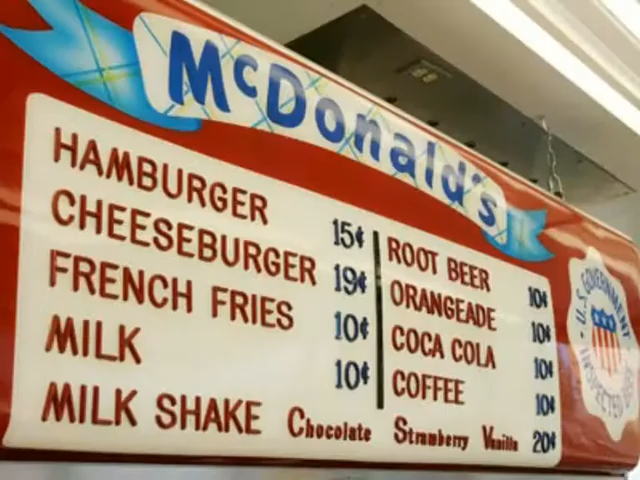 McDonald's
HAMBURGER 15¢
CHEESEBURGER 19¢
FRENCH FRIES 10¢
MILK 10¢
ROOT BEER 10¢
ORANGEADE 10¢
COCA COLA 10¢
COFFEE 10¢
MILK SHAKE Chocolate Strawberry Vanilla 20¢
U.S. GOVERNMENT
INSPECTED BEEF